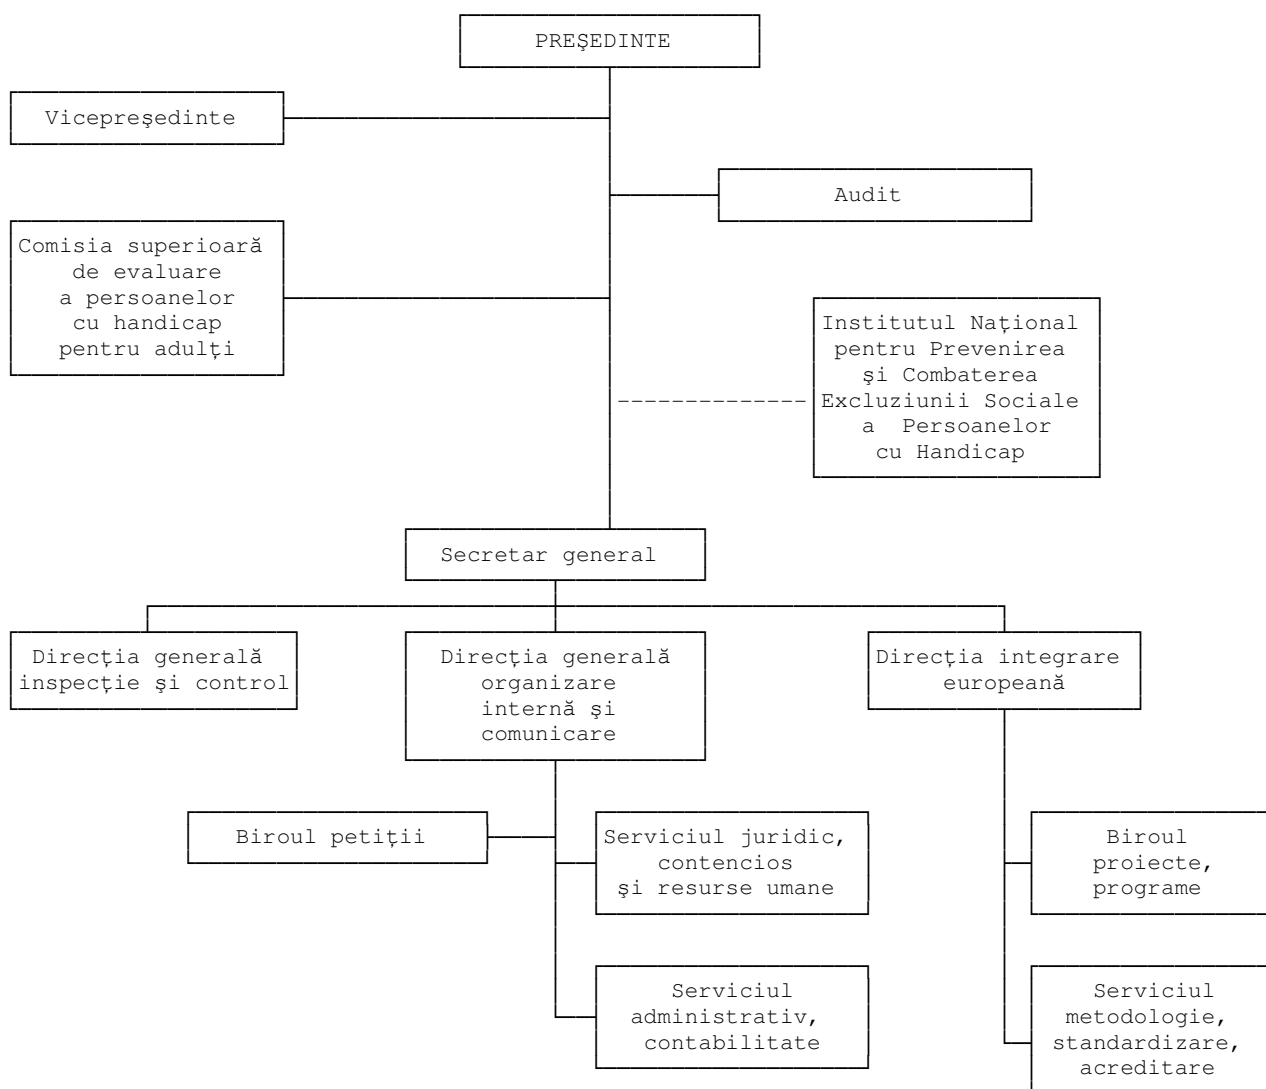 PREŞEDINTE
Vicepreşedinte
Audit
Comisia superioară
de evaluare
a persoanelor
cu handicap
pentru adulţi
Institutul Naţional
pentru Prevenirea
şi Combaterea
Excluziunii Sociale
a Persoanelor
cu Handicap
Secretar general
Direcţia generală
inspecţie şi control
Direcţia generală
organizare
internă şi
comunicare
Direcţia integrare
europeană
Biroul petiţii
Serviciul juridic,
contencios
şi resurse umane
Biroul
proiecte,
programe
Serviciul
administrativ,
contabilitate
Serviciul
metodologie,
standardizare,
acreditare